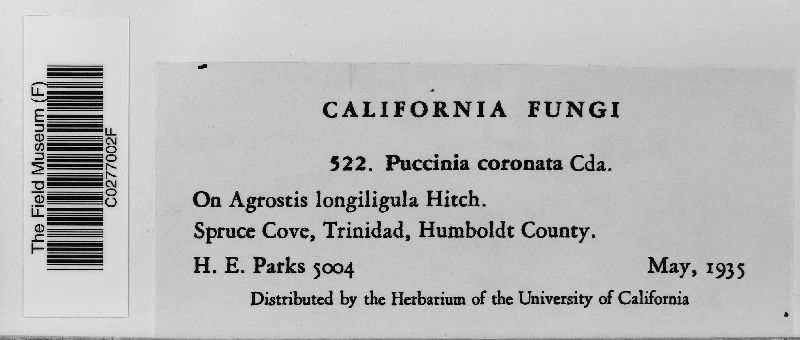 The Field Museum (F)
C0277002F
CALIFORNIA FUNGI
522. Puccinia coronata Cda.
On Agrostis longiligula Hitch.
Spruce Cove, Trinidad, Humboldt County.
H. E. Parks 5004 May, 1935
Distributed by the Herbarium of the University of California